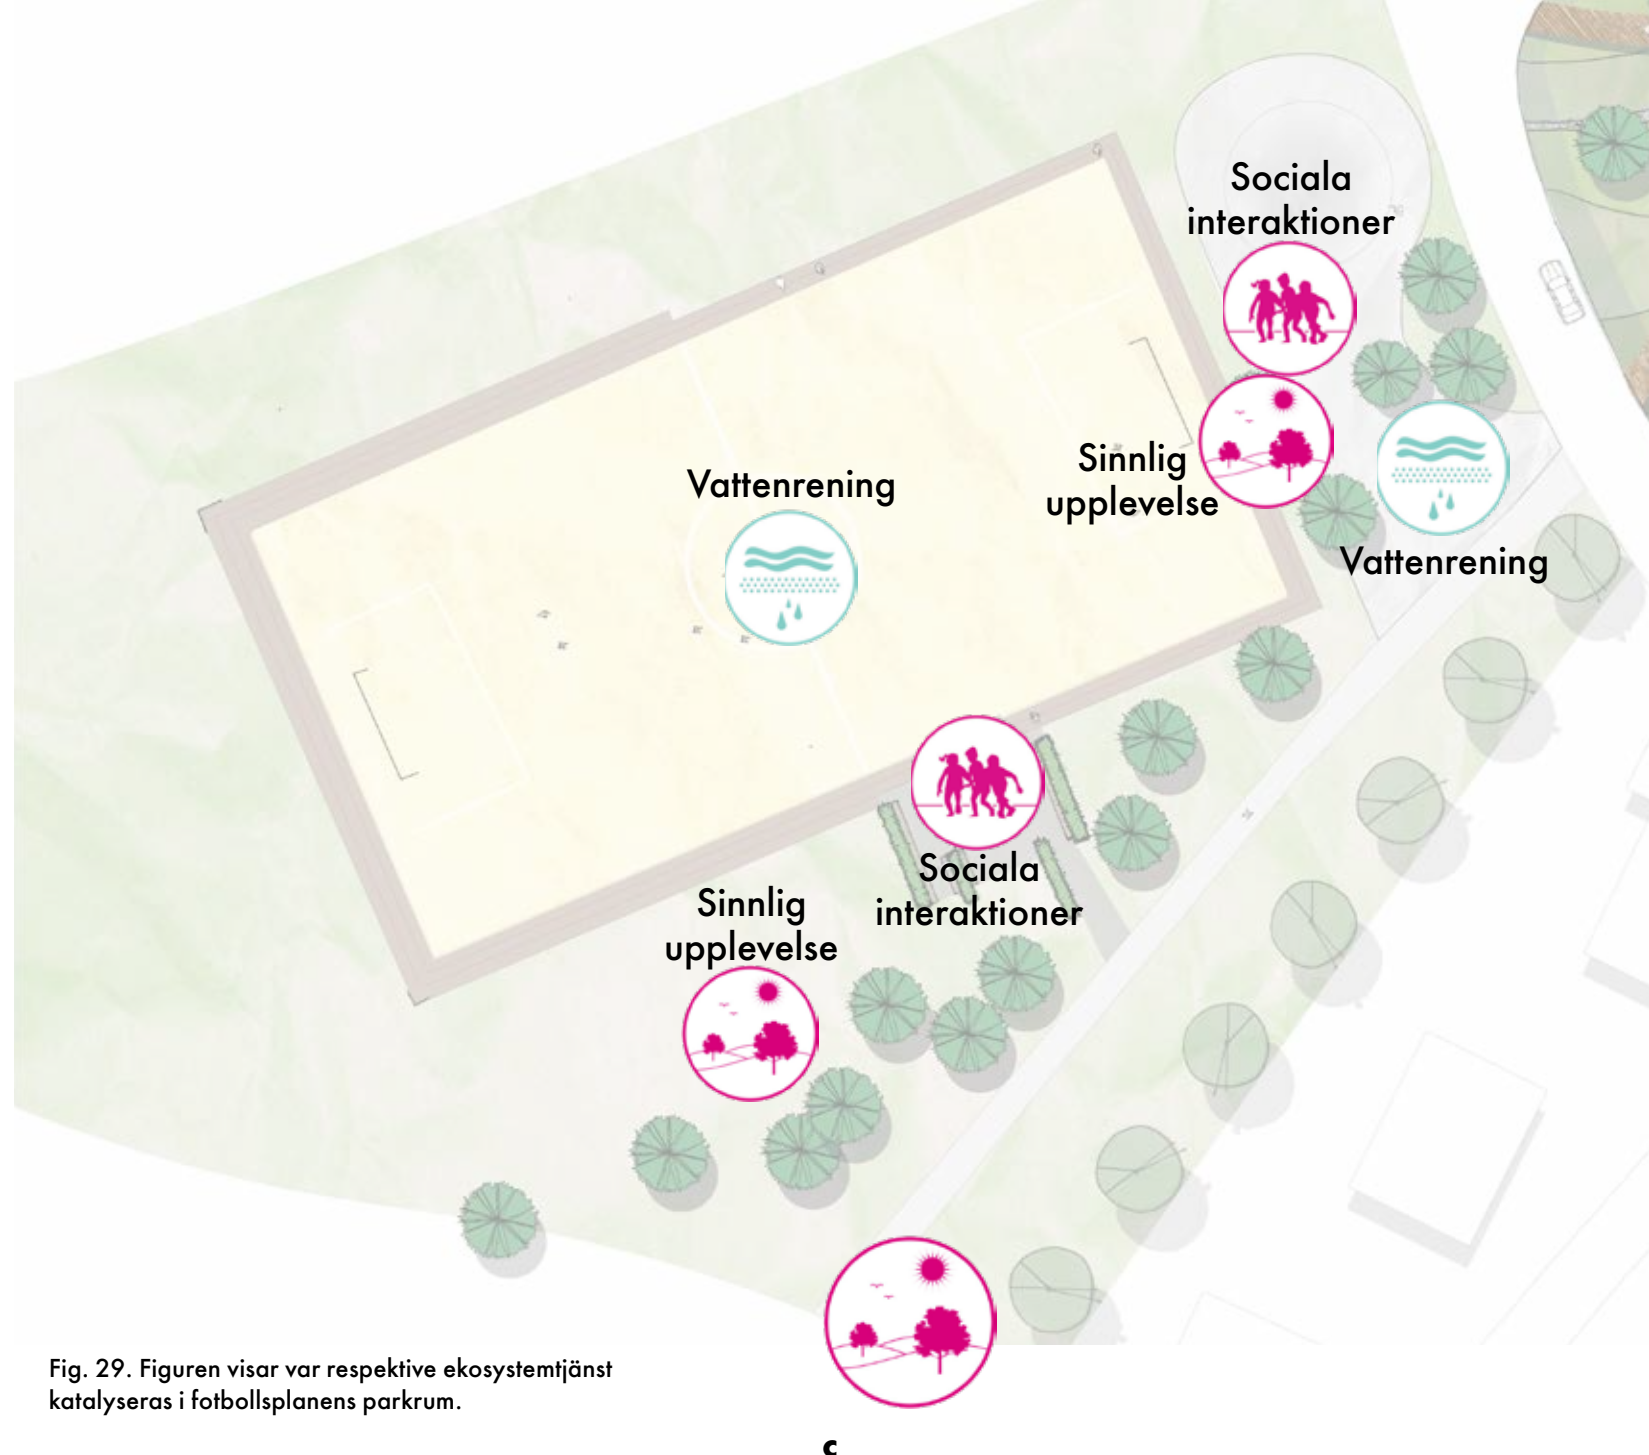 Sociala
interaktioner
Sinnlig
upplevelse
Vattenrening
Vattenrening
Sociala
interaktioner
Sinnlig
upplevelse
Fig. 29. Figuren visar var respektive ekosystemtjänst
katalyseras i fotbollsplanens parkrum.